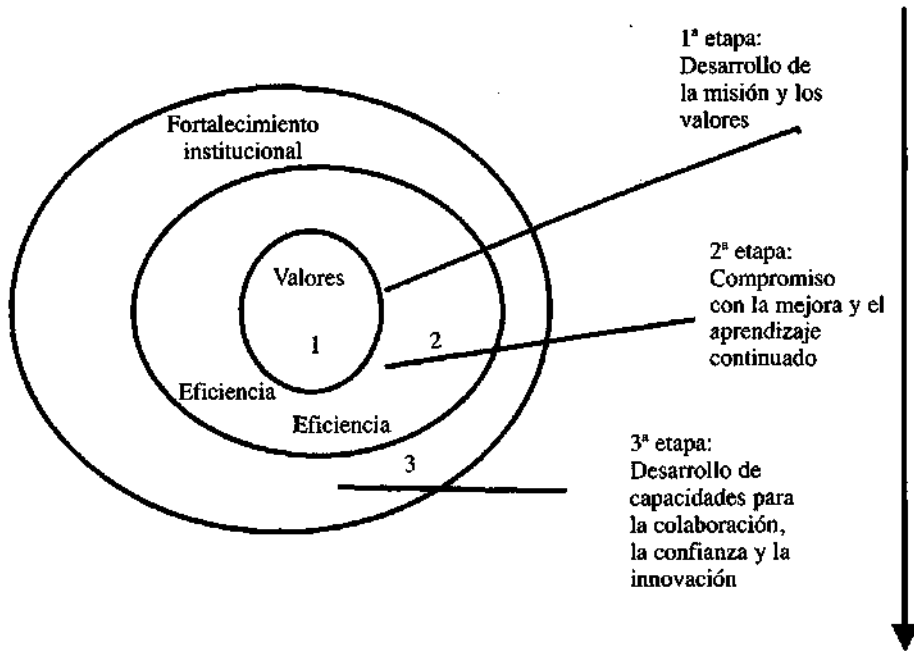 1ª etapa:
Desarrollo de
la misión y los
valores
Fortalecimiento
institucional
Valores
1
2
2ª etapa:
Compromiso
con la mejora y el
aprendizaje
continuado
Eficiencia
Eficiencia
3
3ª etapa:
Desarrollo de
capacidades para
la colaboración,
la confianza y la
innovación